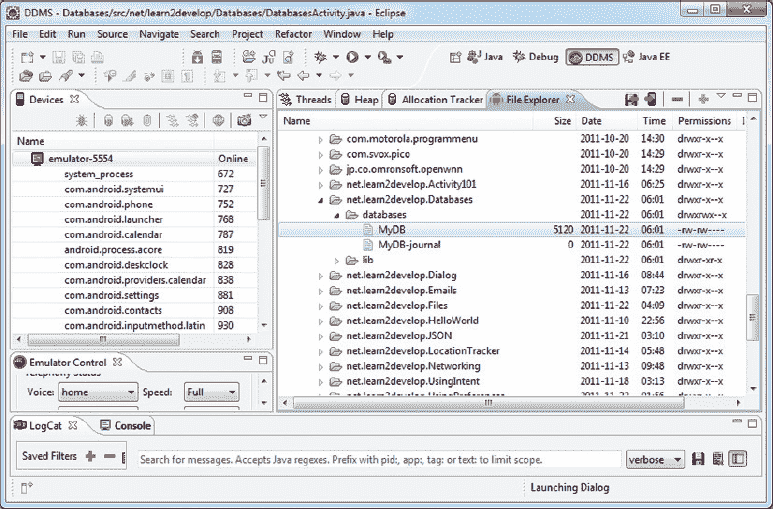 DDMS - Databases/src/net/learn2develop/Databases/DatabasesActivity.java - Eclipse
File Edit Run Source Navigate Search Project Refactor Window Help
Java Debug DDMS Java EE
Devices
Name
emulator-5554 Online
system_process 672
com.android.systemui 727
com.android.phone 752
com.android.launcher 768
com.android.calendar 787
android.process.acore 819
com.android.deskclock 828
com.android.providers.calendar 838
com.android.settings 881
com.android.contacts 908
com.android.inputmethod.latin 930
Emulator Control
Telephony Status
Voice: home Speed: Full
Threads Heap Allocation Tracker File Explorer
Name Size Date Time Permissions
com.motorola.programmenu 2011-10-20 14:30 drwxr-x--x
com.svox.pico 2011-10-20 14:29 drwxr-x--x
jp.co.omronsoft.openwnn 2011-10-20 14:29 drwxr-x--x
net.learn2develop.Activity101 2011-11-16 06:25 drwxr-x--x
net.learn2develop.Databases 2011-11-22 06:01 drwxr-x--x
databases 2011-11-22 06:01 drwxrwx--x
MyDB 5120 2011-11-22 06:01 -rw-rw----
MyDB-journal 0 2011-11-22 06:01 -rw-rw----
lib 2011-11-22 06:01 drwxr-xr-x
net.learn2develop.Dialog 2011-11-16 08:44 drwxr-x--x
net.learn2develop.Emails 2011-11-13 07:23 drwxr-x--x
net.learn2develop.Files 2011-11-22 04:09 drwxr-x--x
net.learn2develop.HelloWorld 2011-11-10 22:56 drwxr-x--x
net.learn2develop.JSON 2011-11-21 03:10 drwxr-x--x
net.learn2develop.LocationTracker 2011-11-14 05:48 drwxr-x--x
net.learn2develop.Networking 2011-11-13 09:48 drwxr-x--x
net.learn2develop.UsingIntent 2011-11-18 03:13 drwxr-x--x
net.learn2develop.UsingPreferences
LogCat Console
Saved Filters
Search for messages. Accepts Java regexes. Prefix with pid:, app:, tag: or text: to limit scope.
verbose
Launching Dialog